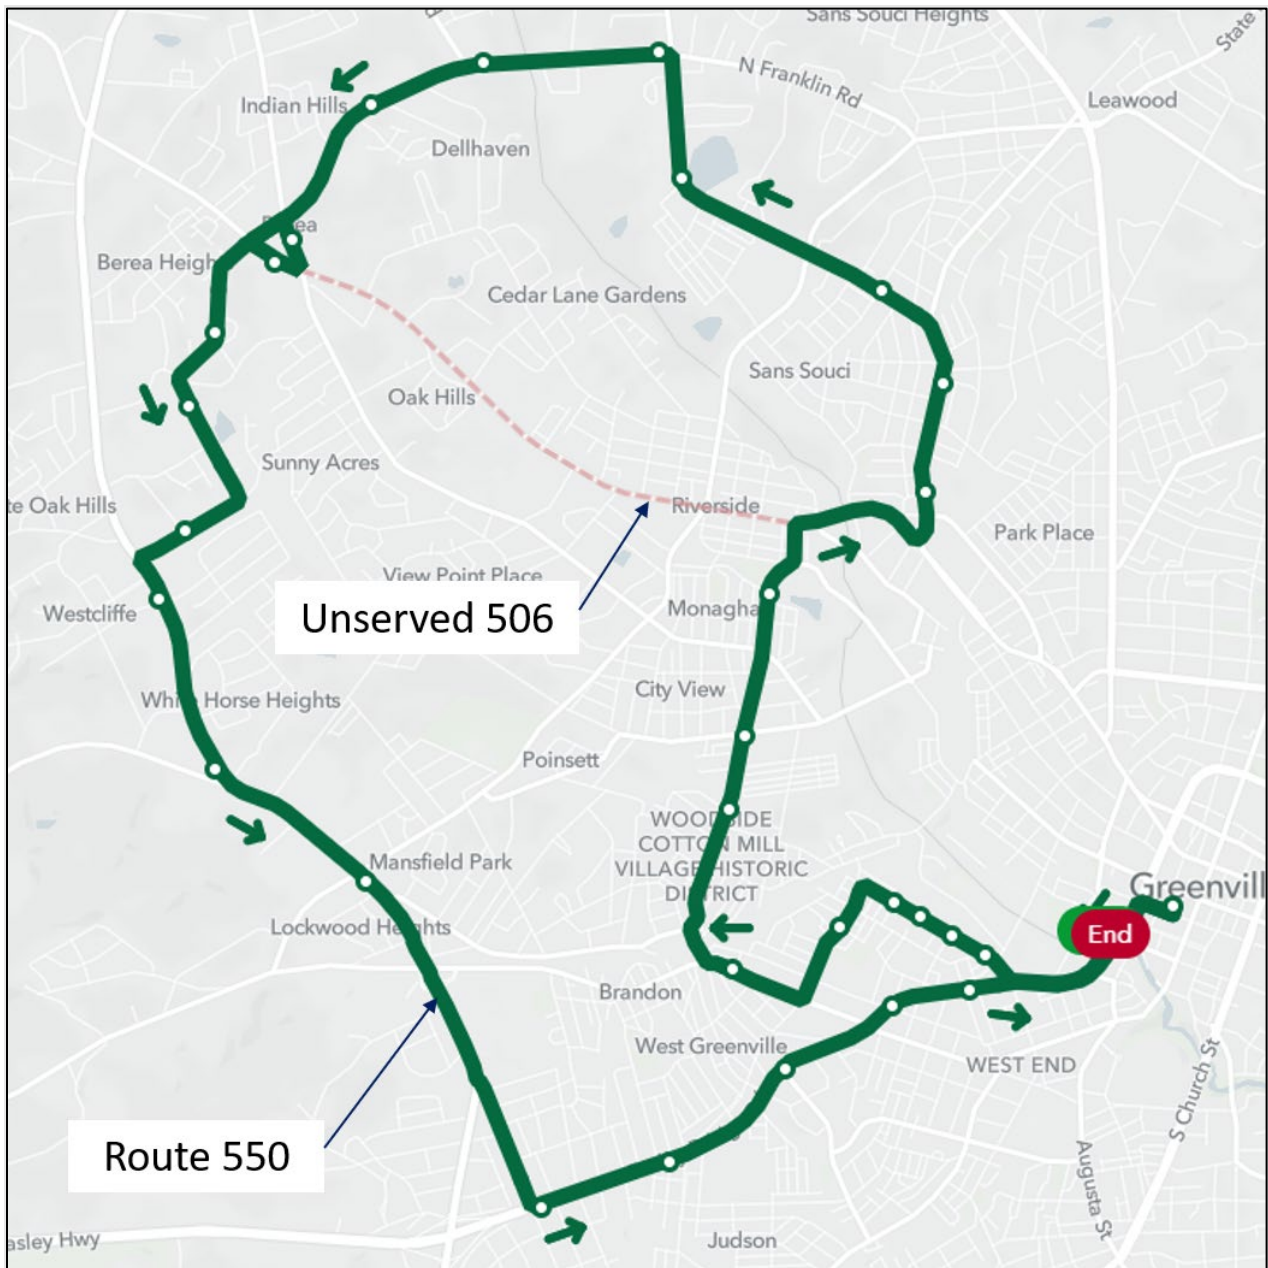 Sans Souci Heights
State
N Franklin Rd
Leawood
Indian Hills
Dellhaven
Berea Heigh
Cedar Lane Gardens
Sans Souci
Oak Hills
Sunny Acres
te Oak Hills
Riverside
Park Place
View Point Place
Unserved 506
Monagha
Westcliffe
City View
Horse Heights
Poinsett
WOODSIDE
COTTON MILL
VILLAGE HISTORIC
DISTRICT
Mansfield Park
Greenvill
Lockwood Heights
End
Brandon
West Greenville
WEST END
S Church St
Route 550
Augusta St
asley Hwy
Judson